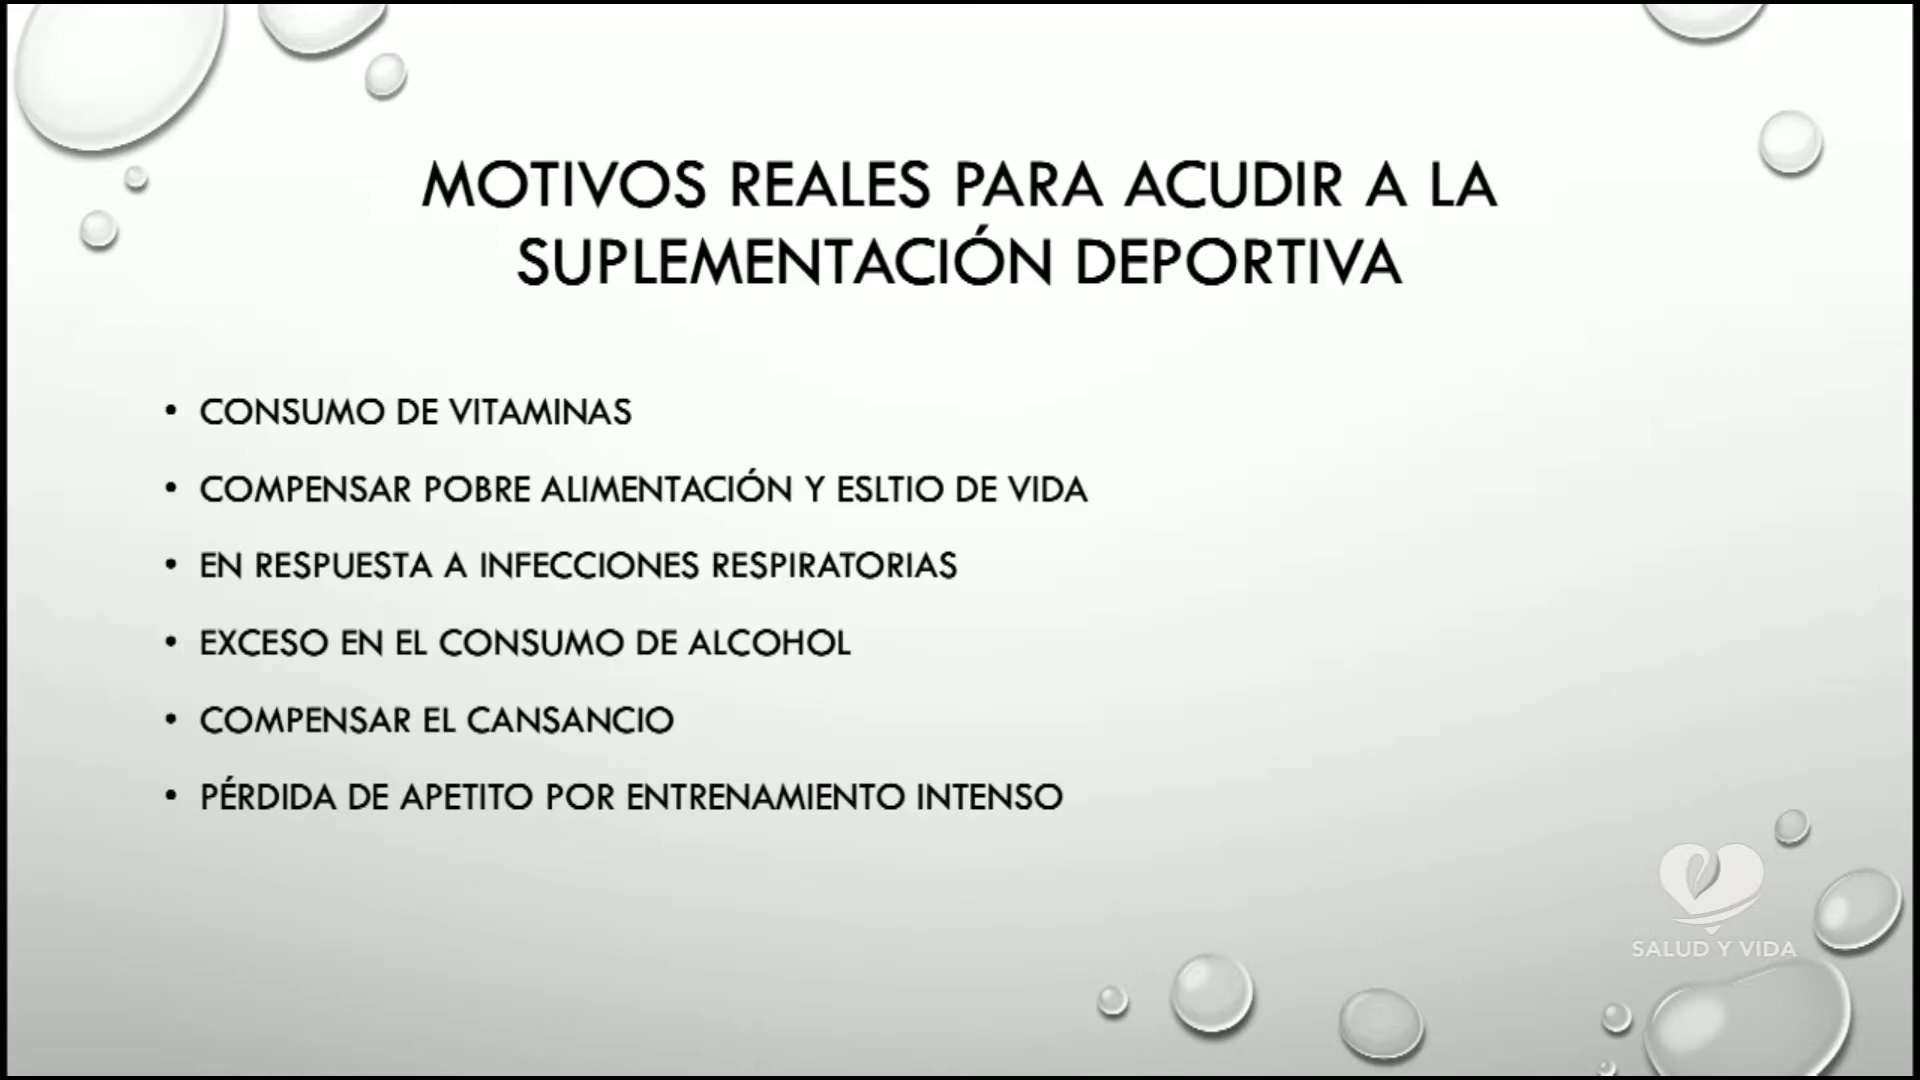 MOTIVOS REALES PARA ACUDIR A LA
SUPLEMENTACIÓN DEPORTIVA
• CONSUMO DE VITAMINAS
• COMPENSAR POBRE ALIMENTACIÓN Y ESLTIO DE VIDA
• EN RESPUESTA A INFECCIONES RESPIRATORIAS
• EXCESO EN EL CONSUMO DE ALCOHOL
• COMPENSAR EL CANSANCIO
• PÉRDIDA DE APETITO POR ENTRENAMIENTO INTENSO
SALUD Y VIDA